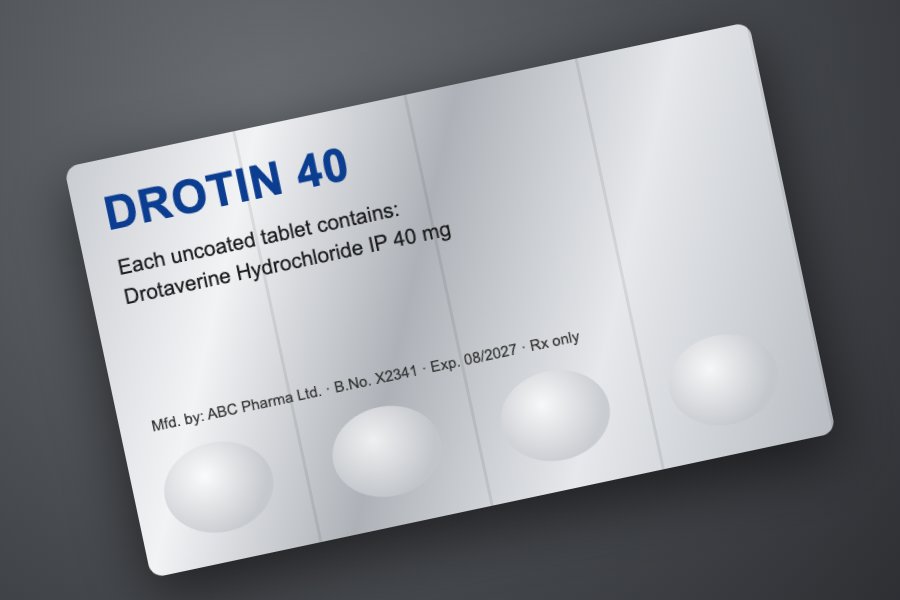 DROTIN 40
Each uncoated tablet contains:
Drotaverine Hydrochloride IP 40 mg
Mfd. by: ABC Pharma Ltd. · B.No. X2341 · Exp. 08/2027 · Rx only